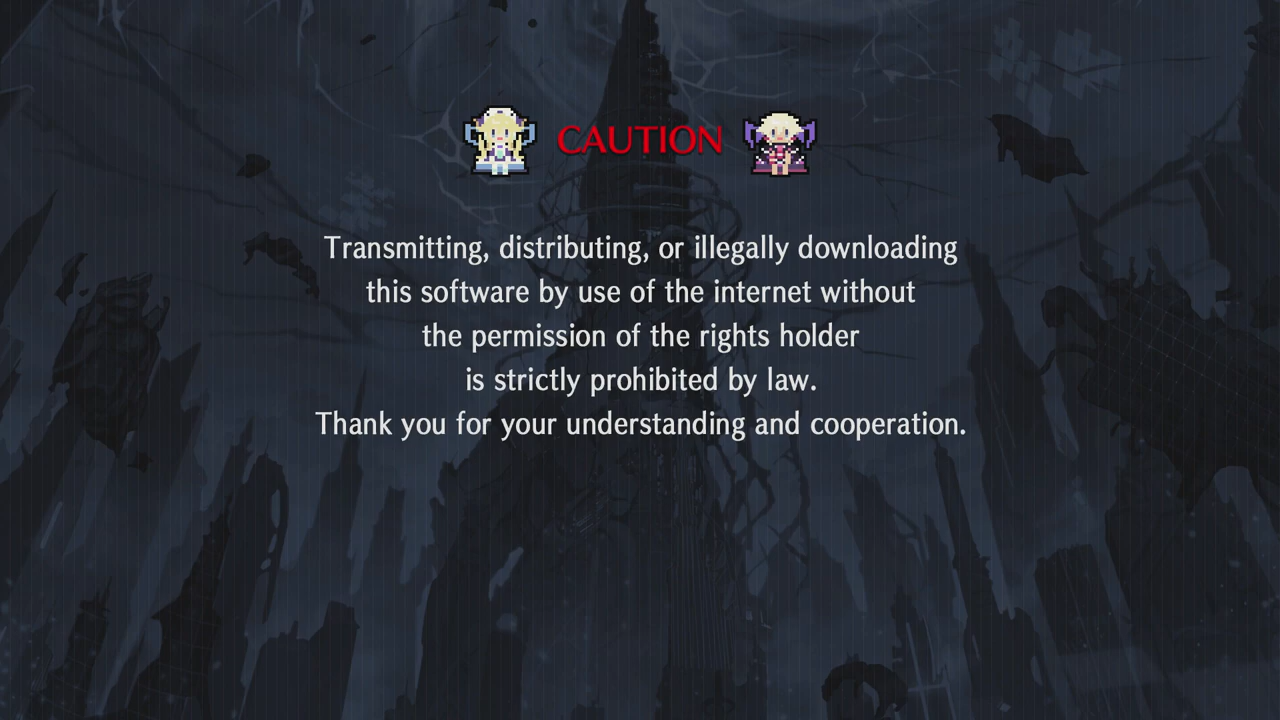 CAUTION
Transmitting, distributing, or illegally downloading
this software by use of the internet without
the permission of the rights holder
is strictly prohibited by law.
Thank you for your understanding and cooperation.